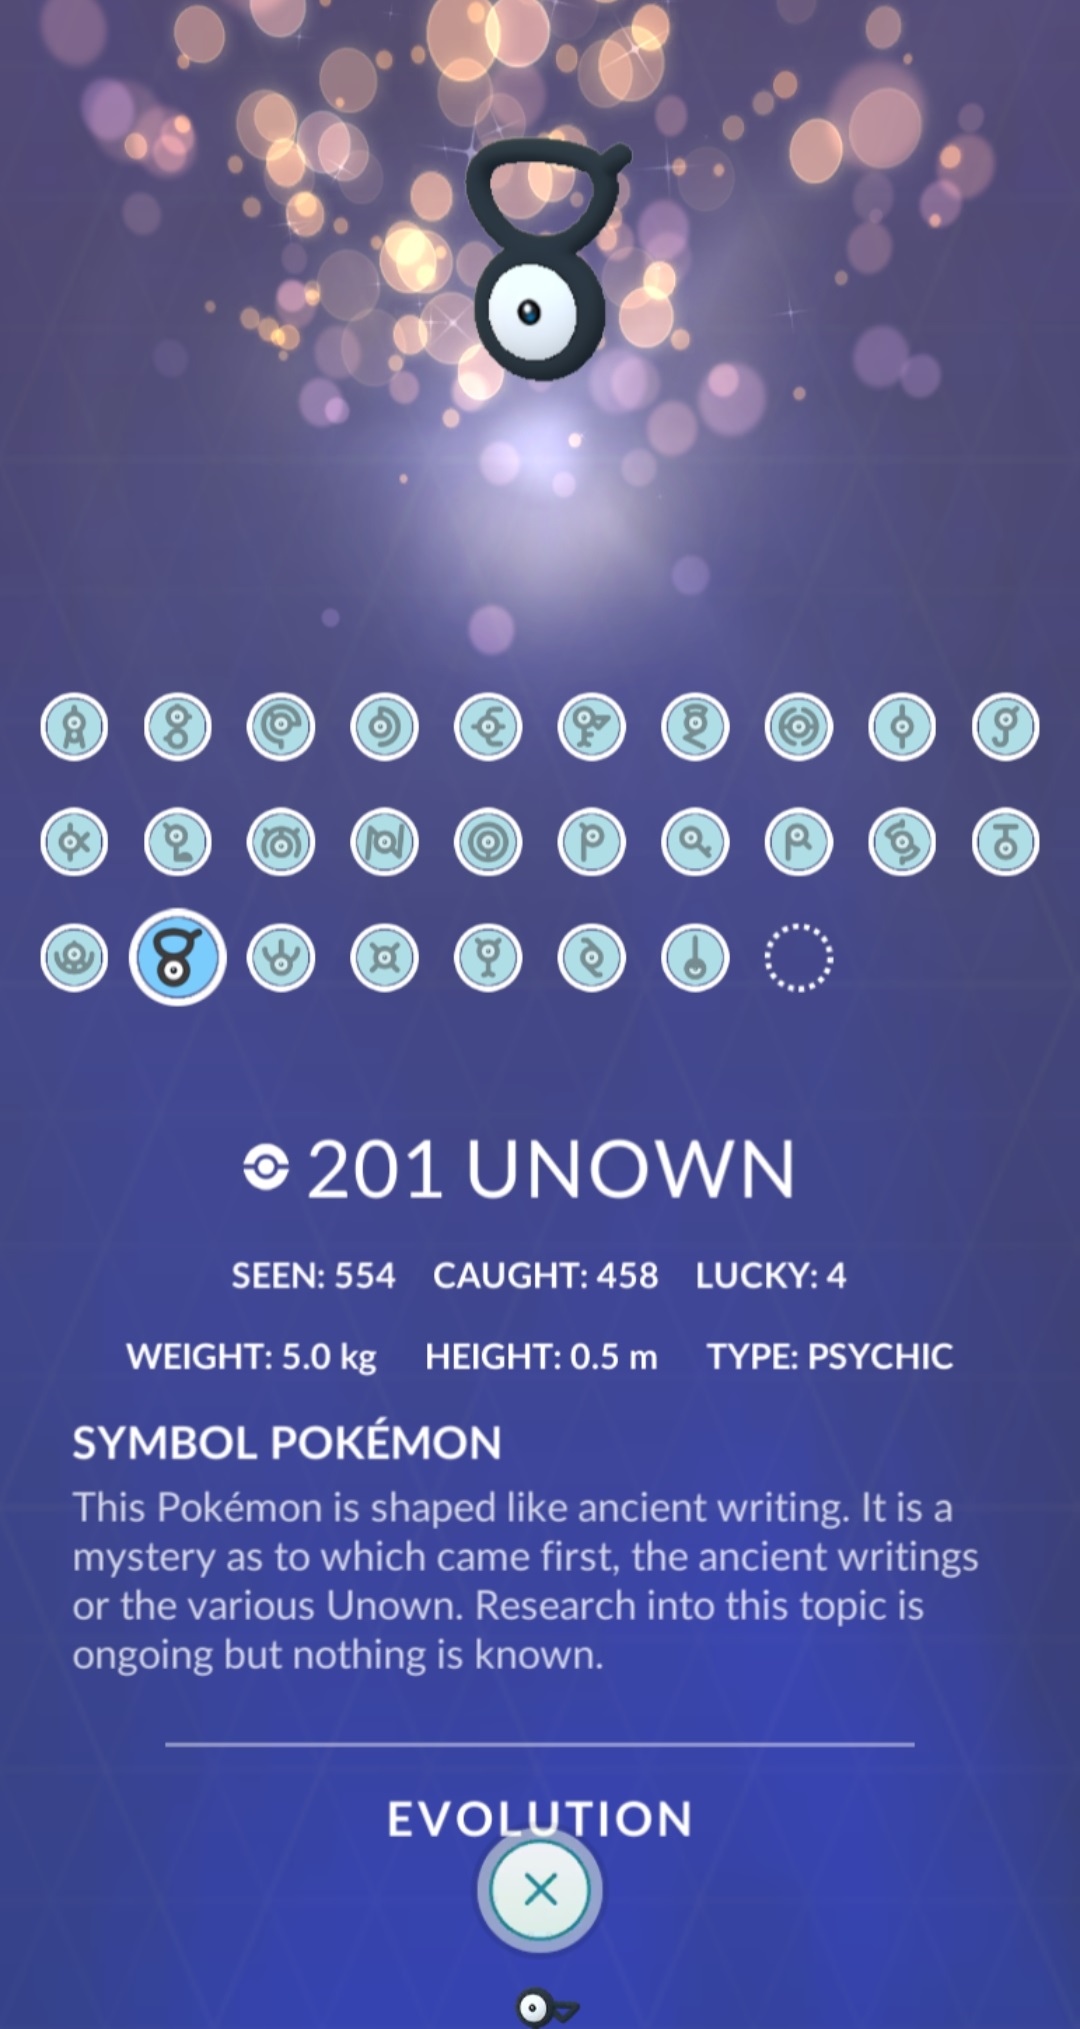 201 UNOWN
SEEN: 554 CAUGHT: 458 LUCKY: 4
WEIGHT: 5.0 kg HEIGHT: 0.5 m TYPE: PSYCHIC
SYMBOL POKÉMON
This Pokémon is shaped like ancient writing. It is a
mystery as to which came first, the ancient writings
or the various Unown. Research into this topic is
ongoing but nothing is known.
EVOLUTION